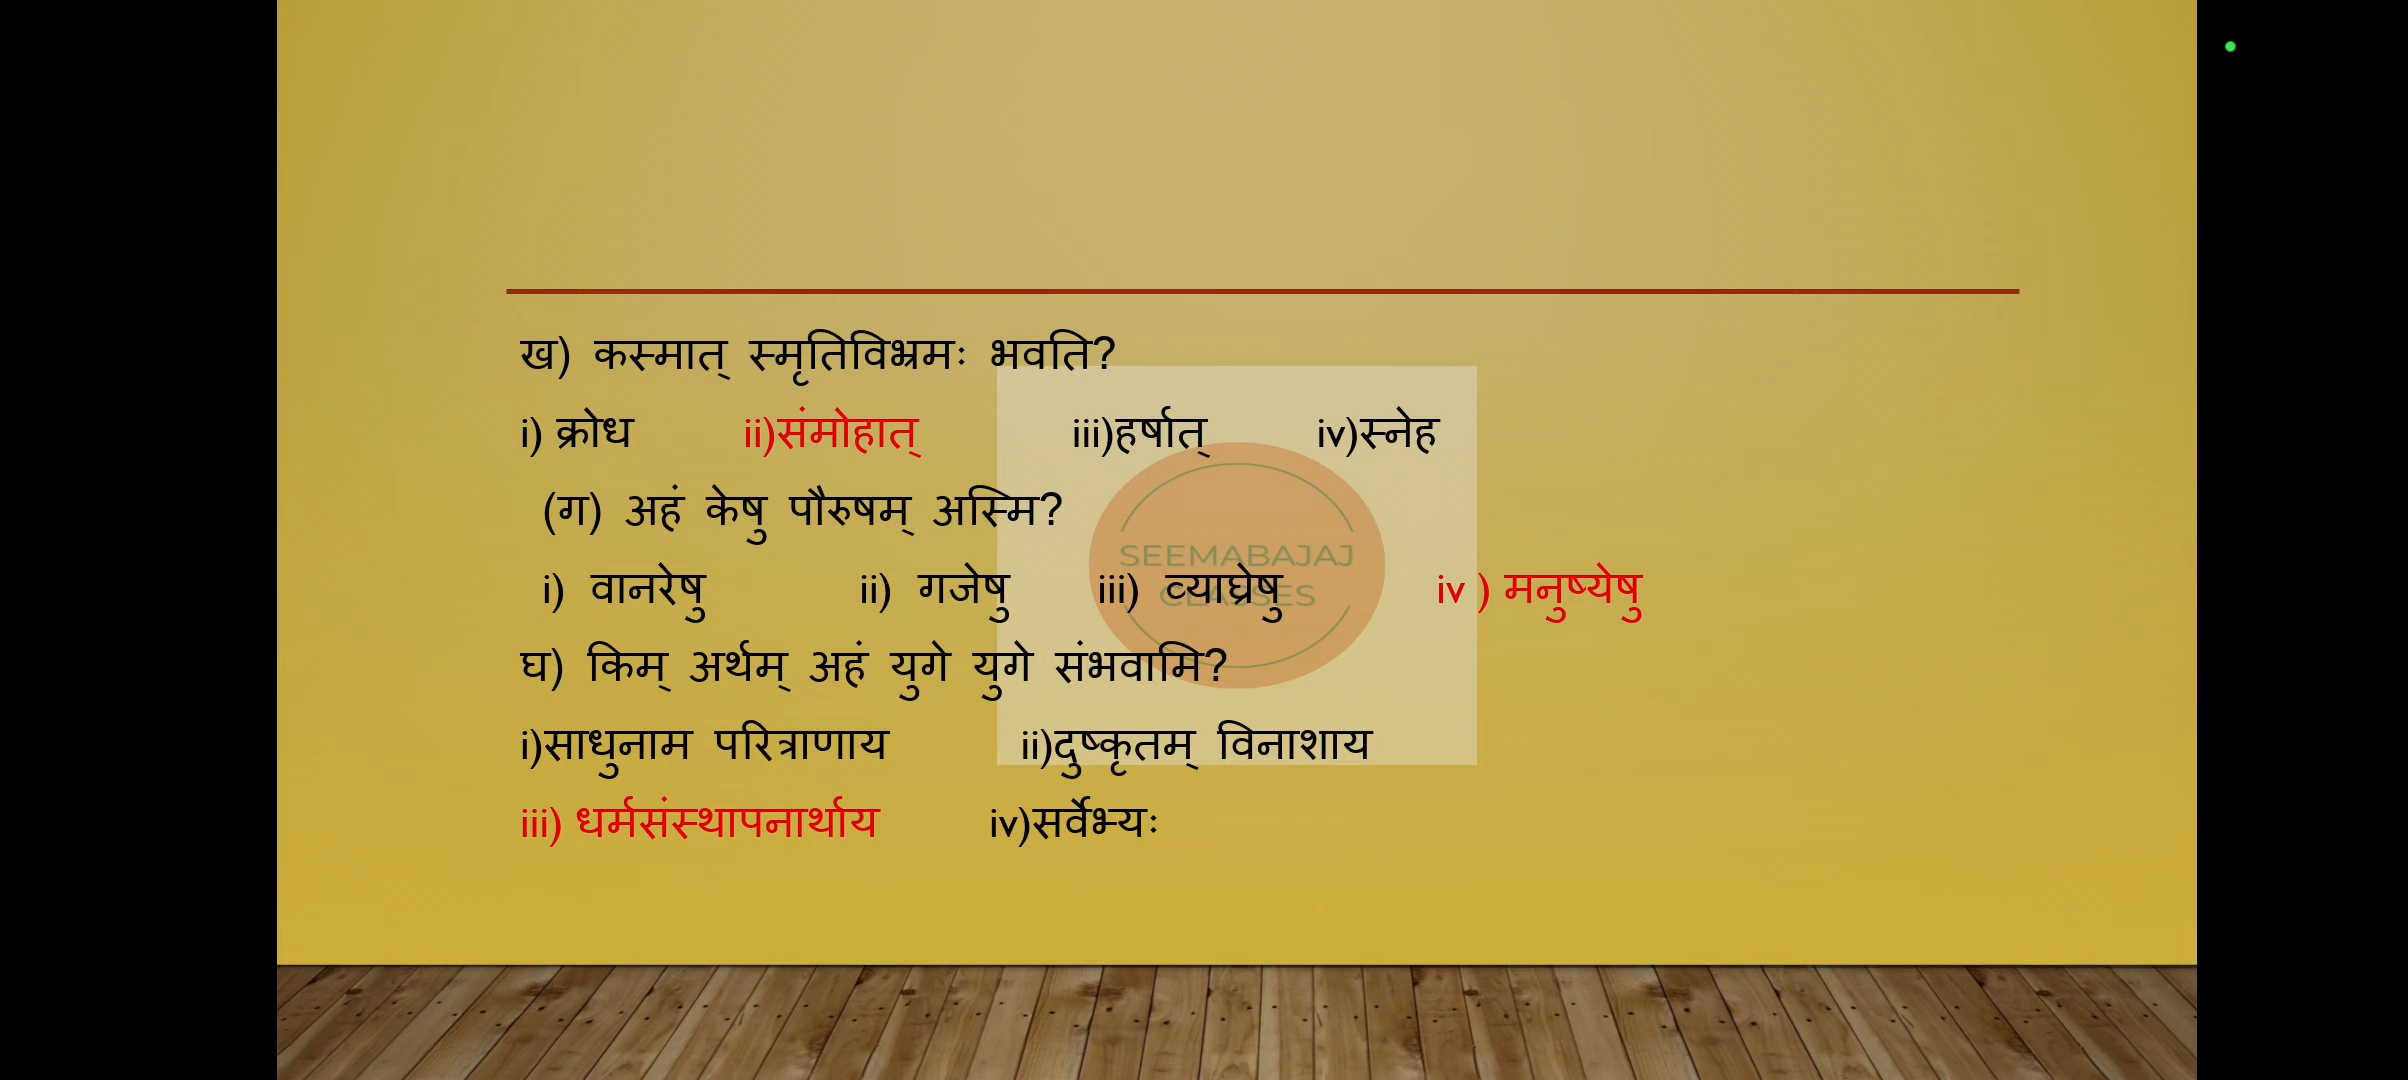 ख) कस्मात् स्मृतिविभ्रमः भवति?
i) क्रोध ii)संमोहात् iii)हर्षात् iv)स्नेह
(ग) अहं केषु पौरुषम् अस्मि?
i) वानरेषु ii) गजेषु iii) व्याघ्रेषु iv ) मनुष्येषु
घ) किम् अर्थम् अहं युगे युगे संभवामि?
i)साधुनाम परित्राणाय ii)दुष्कृतम् विनाशाय
iii) धर्मसंस्थापनार्थाय iv)सर्वेभ्यः
SEEMABAJAJ
CLASSES